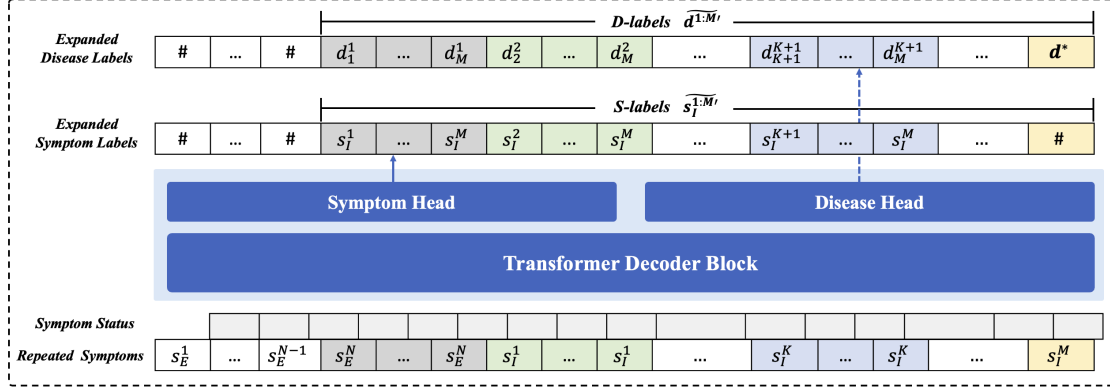 D-labels $\widetilde{d^{1:M'}}$
Expanded Disease Labels # ... # $d_1^1$ ... $d_M^1$ $d_2^2$ ... $d_M^2$ ... $d_{K+1}^{K+1}$ ... $d_M^{K+1}$ ... $d^*$
S-labels $\widetilde{s_I^{1:M'}}$
Expanded Symptom Labels # ... # $s_I^1$ ... $s_I^M$ $s_I^2$ ... $s_I^M$ ... $s_I^{K+1}$ ... $s_I^M$ ... #
Symptom Head Disease Head
Transformer Decoder Block
Symptom Status
Repeated Symptoms $s_E^1$ ... $s_E^{N-1}$ $s_E^N$ ... $s_E^N$ $s_I^1$ ... $s_I^1$ ... $s_I^K$ ... $s_I^K$ ... $s_I^M$